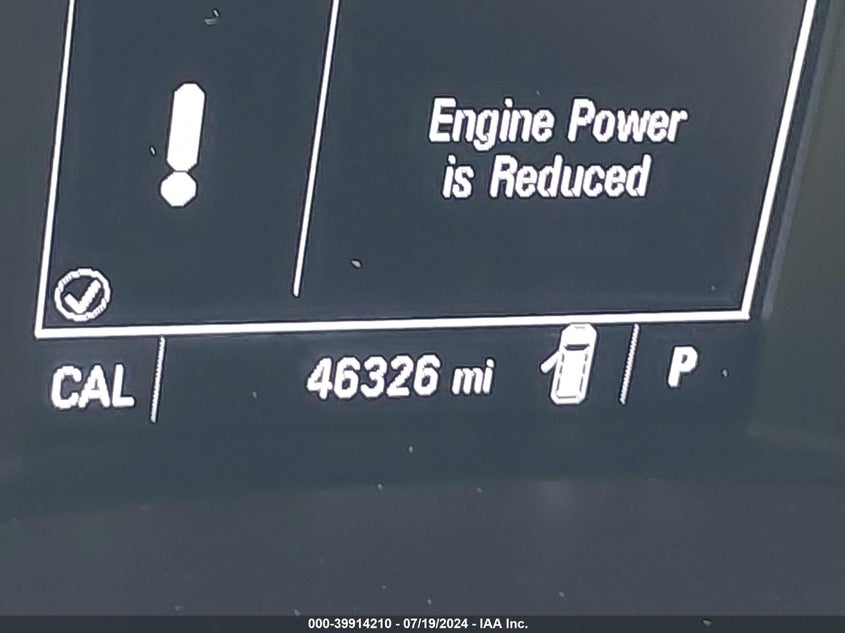 Engine Power
is Reduced
CAL
46326 mi
P
000-39914210 - 07/19/2024 - IAA Inc.